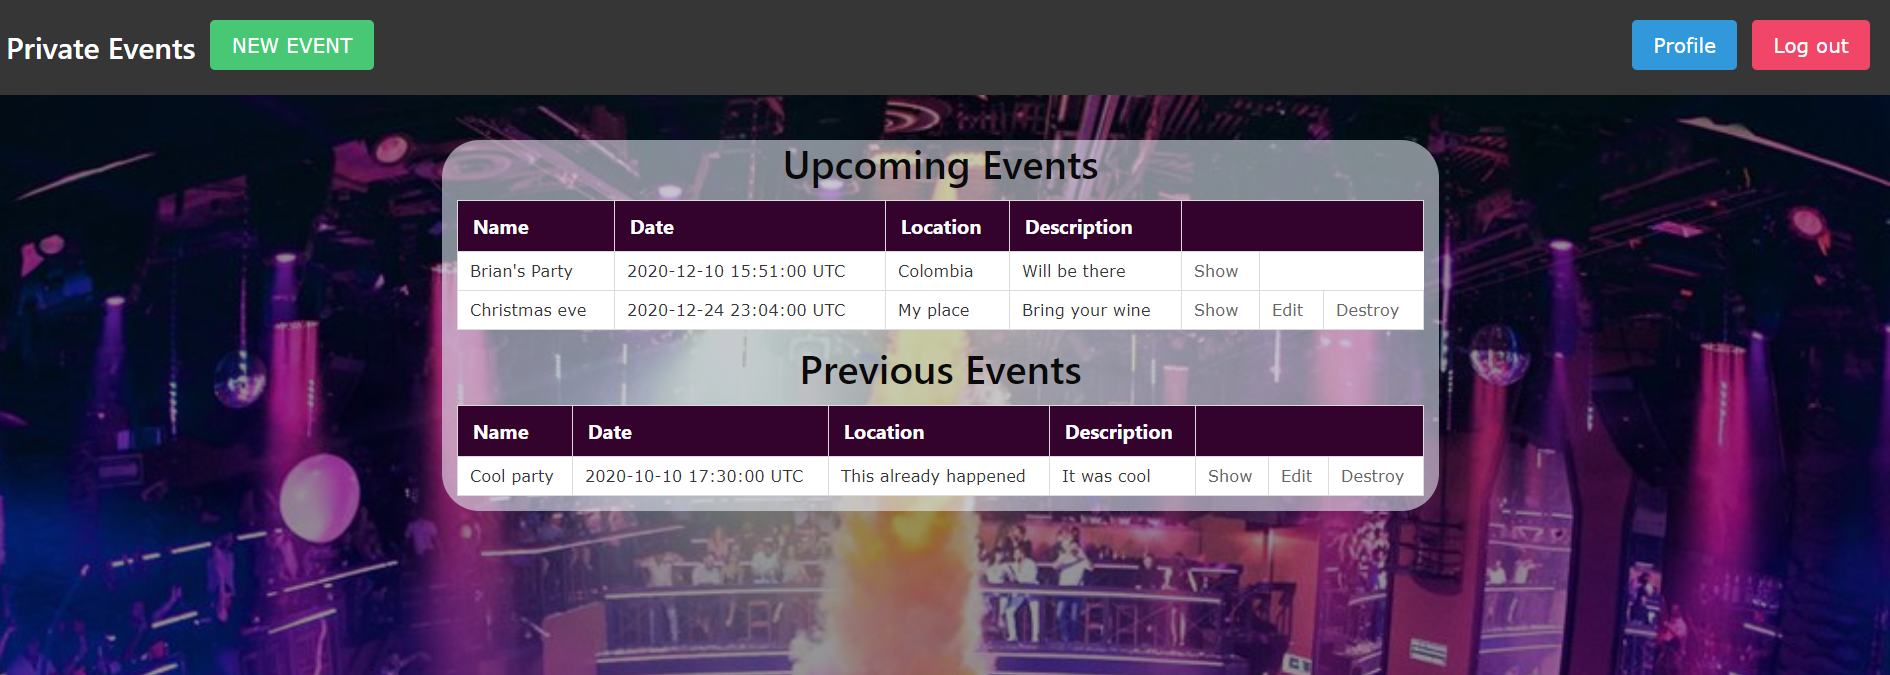 Private Events NEW EVENT Profile Log out
Upcoming Events
Name Date Location Description
Brian's Party 2020-12-10 15:51:00 UTC Colombia Will be there Show
Christmas eve 2020-12-24 23:04:00 UTC My place Bring your wine Show Edit Destroy
Previous Events
Name Date Location Description
Cool party 2020-10-10 17:30:00 UTC This already happened It was cool Show Edit Destroy